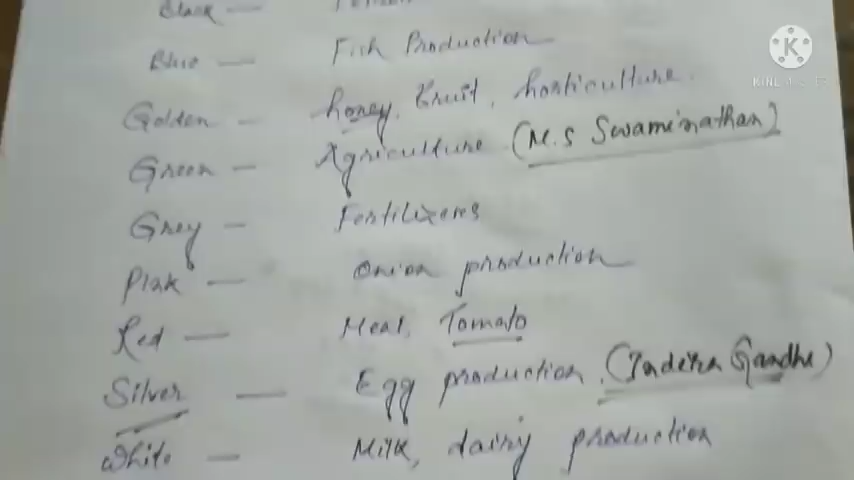 Black —
Blue — Fish Production
Golden — honey, Fruit, horticulture.
Green — Agriculture (M.S Swaminathan)
Grey — Fertilizers
Pink — Onion production
Red — Meat, Tomato
Silver — Egg production (Indira Gandhi)
White — Milk, dairy production
K